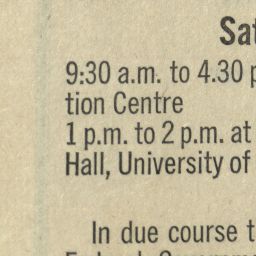 Sat
9:30 a.m. to 4.30 p
tion Centre
1 p.m. to 2 p.m. at
Hall, University of
In due course t